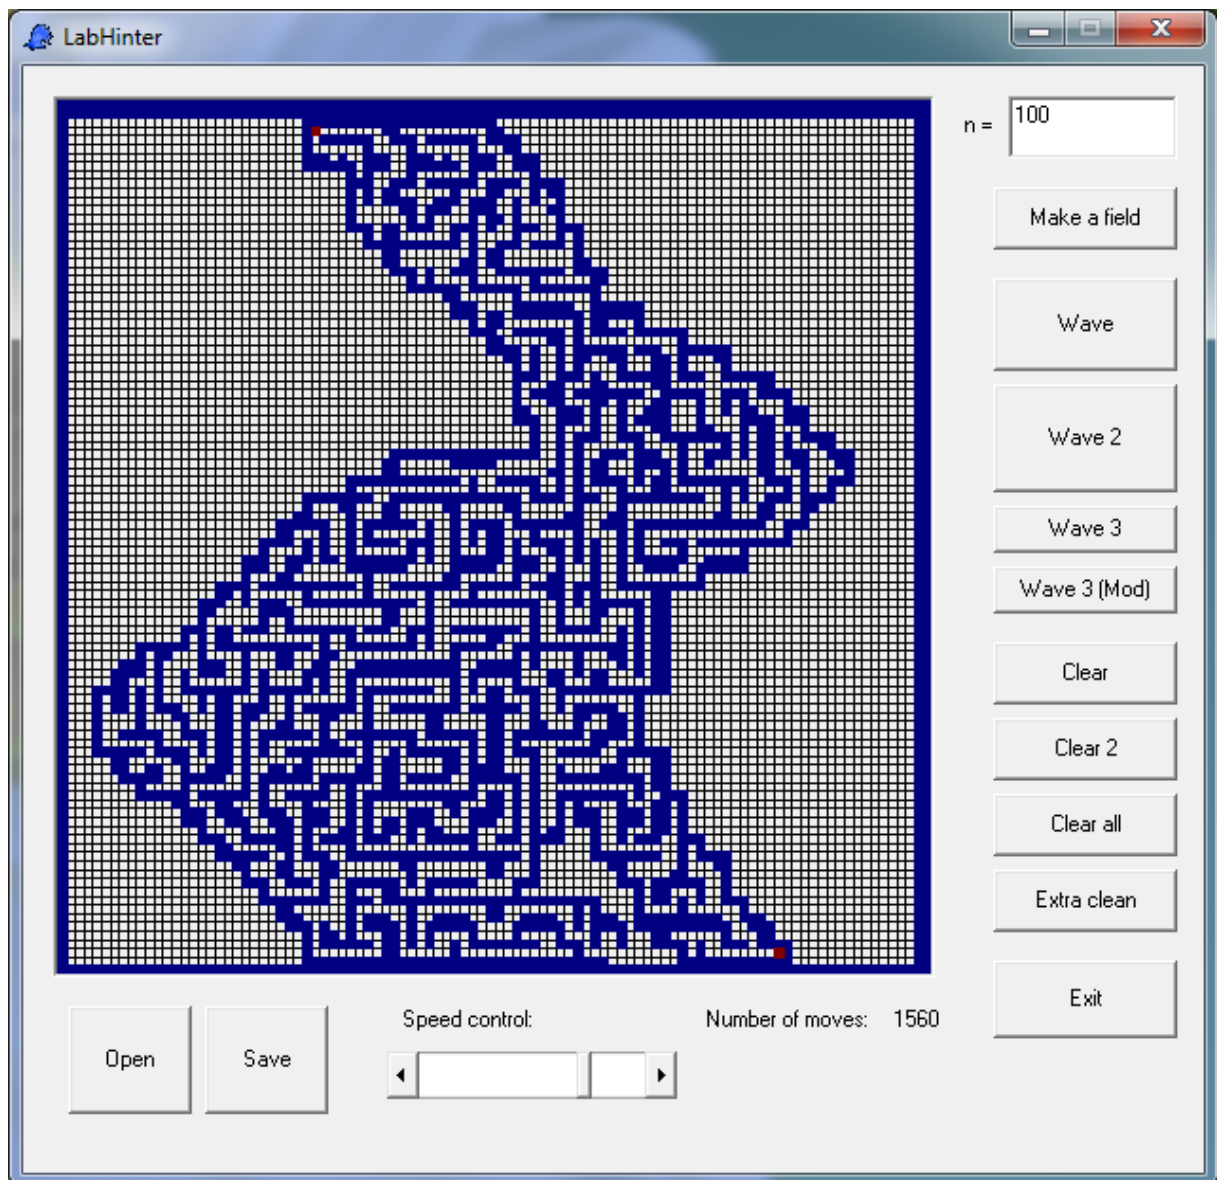 LabHinter
n =
100
Make a field
Wave
Wave 2
Wave 3
Wave 3 (Mod)
Clear
Clear 2
Clear all
Extra clean
Exit
Open
Save
Speed control:
Number of moves: 1560